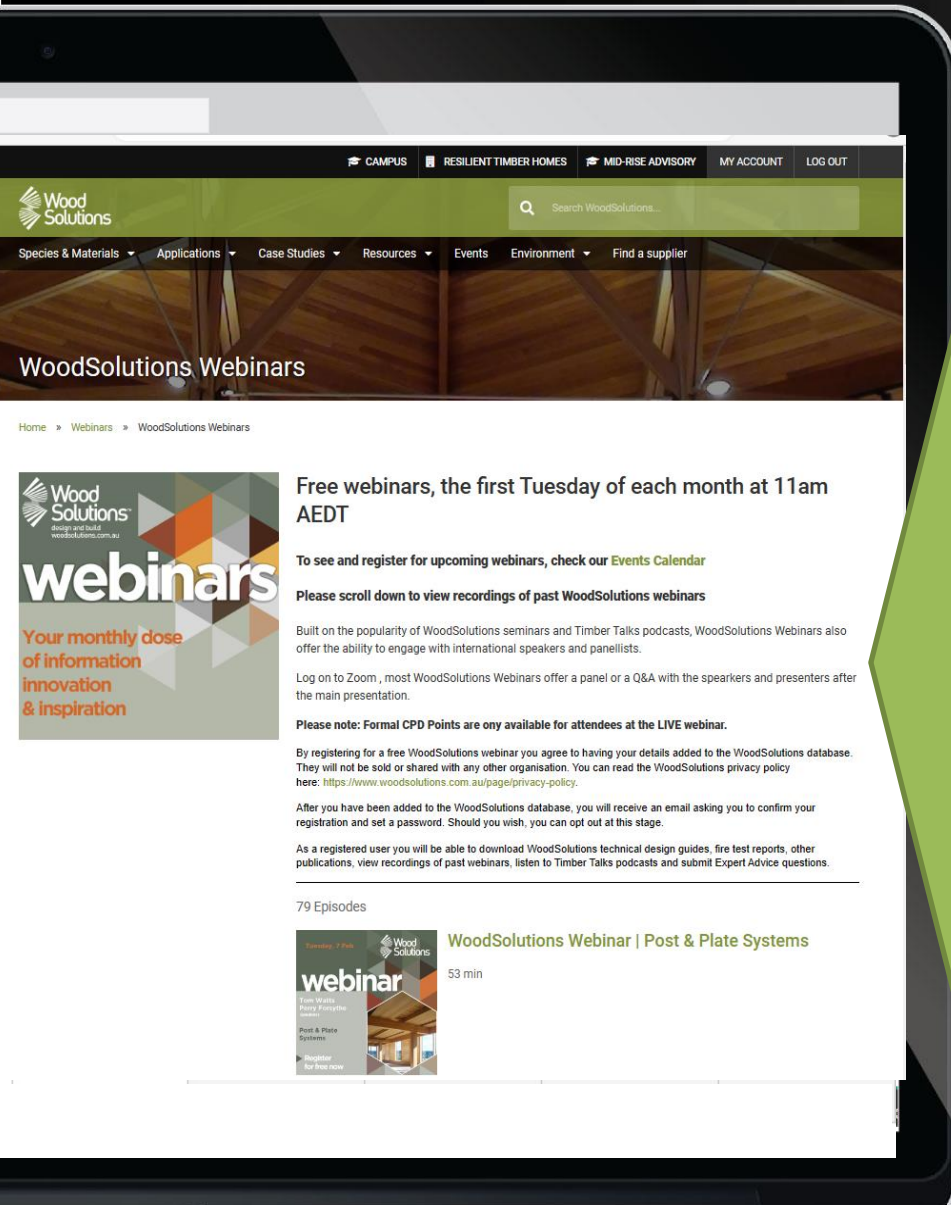 CAMPUS RESILIENT TIMBER HOMES MID-RISE ADVISORY MY ACCOUNT LOG OUT
Wood
Solutions
Search WoodSolutions...
Species & Materials Applications Case Studies Resources Events Environment Find a supplier
WoodSolutions Webinars
Home » Webinars » WoodSolutions Webinars
Wood
Solutions™
design and build
woodsolutions.com.au
webinars
Your monthly dose
of information
innovation
& inspiration
Free webinars, the first Tuesday of each month at 11am
AEDT
To see and register for upcoming webinars, check our Events Calendar
Please scroll down to view recordings of past WoodSolutions webinars
Built on the popularity of WoodSolutions seminars and Timber Talks podcasts, WoodSolutions Webinars also
offer the ability to engage with international speakers and panellists.
Log on to Zoom , most WoodSolutions Webinars offer a panel or a Q&A with the spearkers and presenters after
the main presentation.
Please note: Formal CPD Points are ony available for attendees at the LIVE webinar.
By registering for a free WoodSolutions webinar you agree to having your details added to the WoodSolutions database.
They will not be sold or shared with any other organisation. You can read the WoodSolutions privacy policy
here: https://www.woodsolutions.com.au/page/privacy-policy.
After you have been added to the WoodSolutions database, you will receive an email asking you to confirm your
registration and set a password. Should you wish, you can opt out at this stage.
As a registered user you will be able to download WoodSolutions technical design guides, fire test reports, other
publications, view recordings of past webinars, listen to Timber Talks podcasts and submit Expert Advice questions.
79 Episodes
Tuesday, 7 Feb
Wood
Solutions
webinar
Tom Watts
Perry Forsythe
Post & Plate
Systems
Register
for free now
WoodSolutions Webinar | Post & Plate Systems
53 min